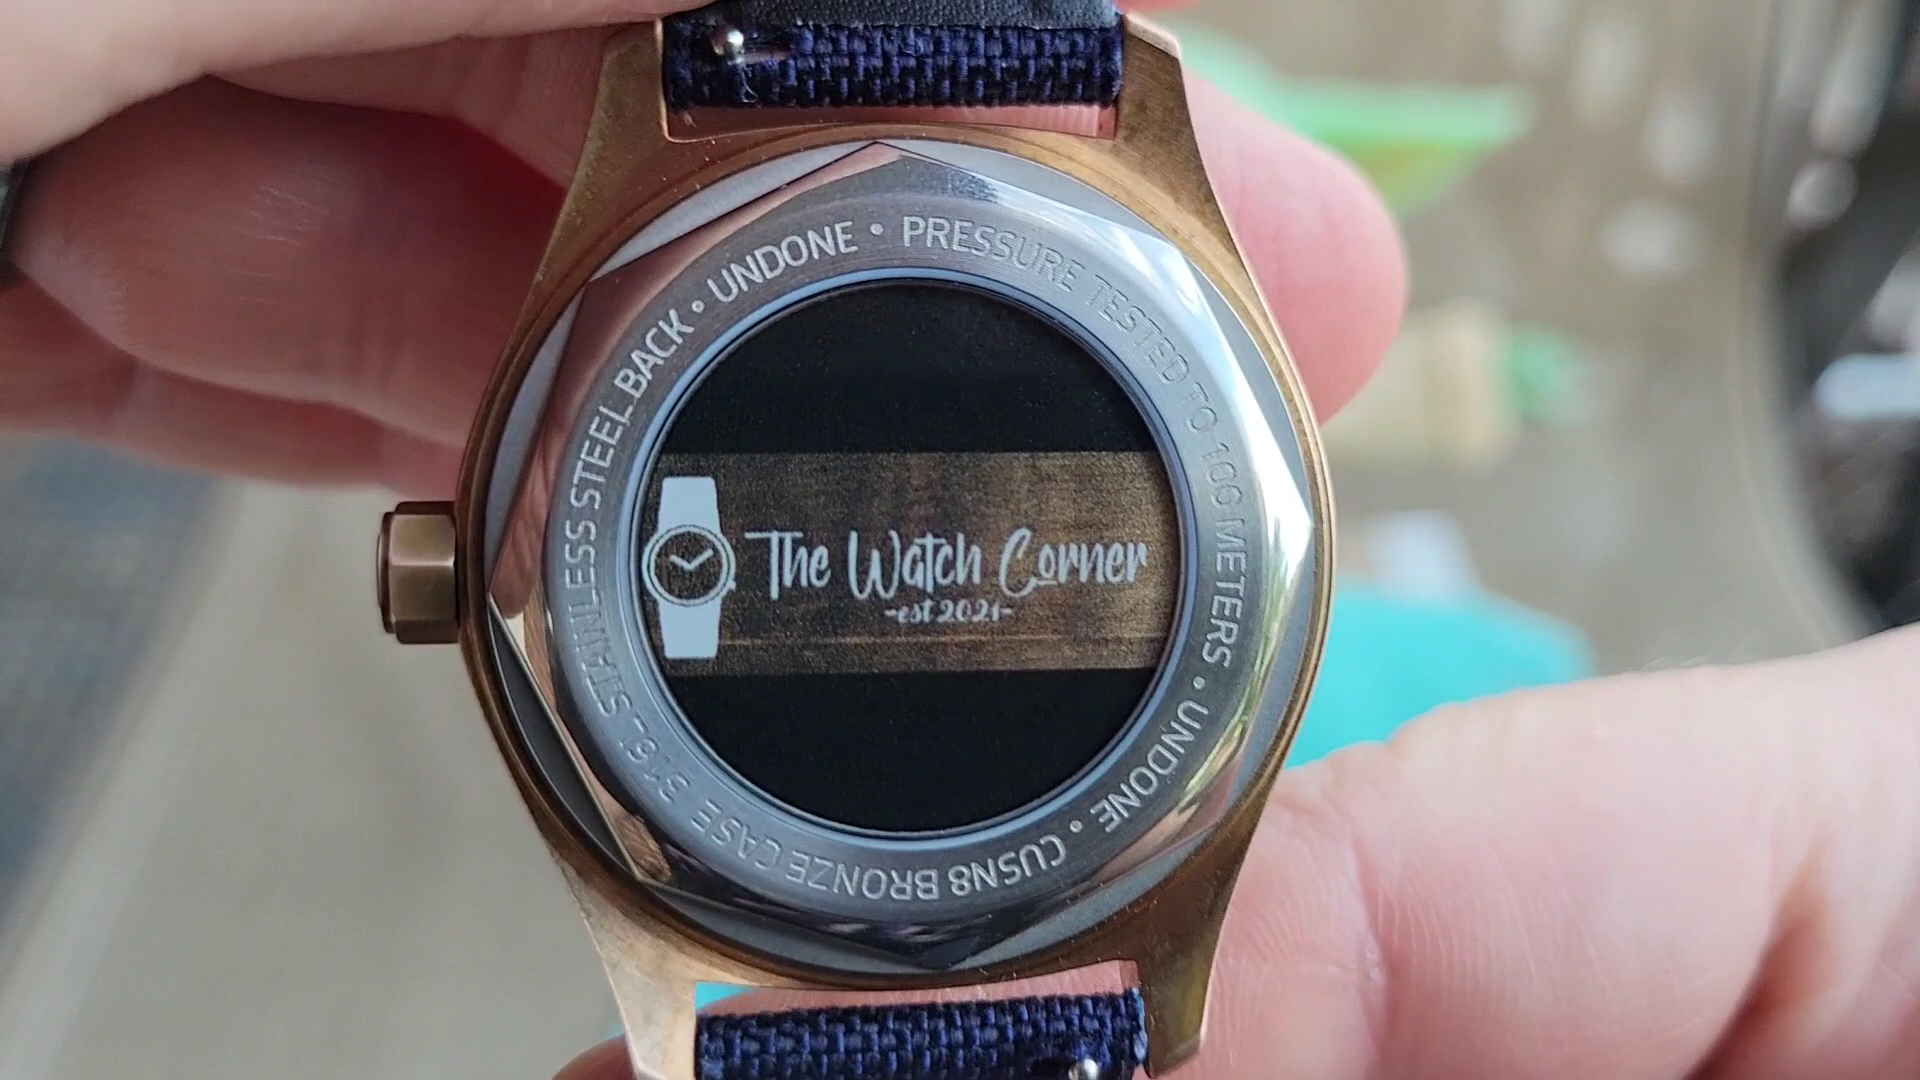 UNDONE • PRESSURE TESTED TO 100 METERS • UNDONE • CUSN8 BRONZE CASE 316L STAINLESS STEEL BACK •
The Watch Corner
-est 2021-